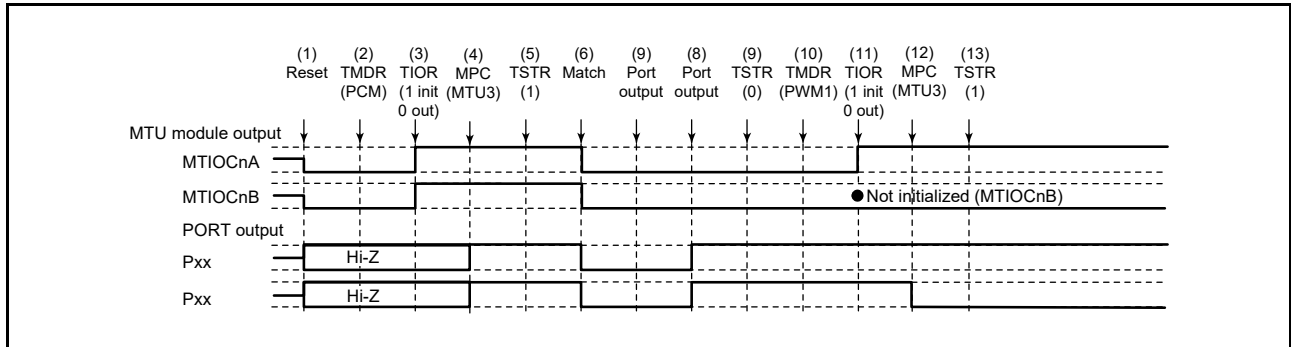 (1) (2) (3) (4) (5) (6) (9) (8) (9) (10) (11) (12) (13)
Reset TMDR TIOR MPC TSTR Match Port Port TSTR TMDR TIOR MPC TSTR
(PCM) (1 init (MTU3) (1) output output (0) (PWM1) (1 init (MTU3) (1)
0 out) 0 out)
MTU module output
MTIOCnA
MTIOCnB ● Not initialized (MTIOCnB)
PORT output
Pxx Hi-Z
Pxx Hi-Z